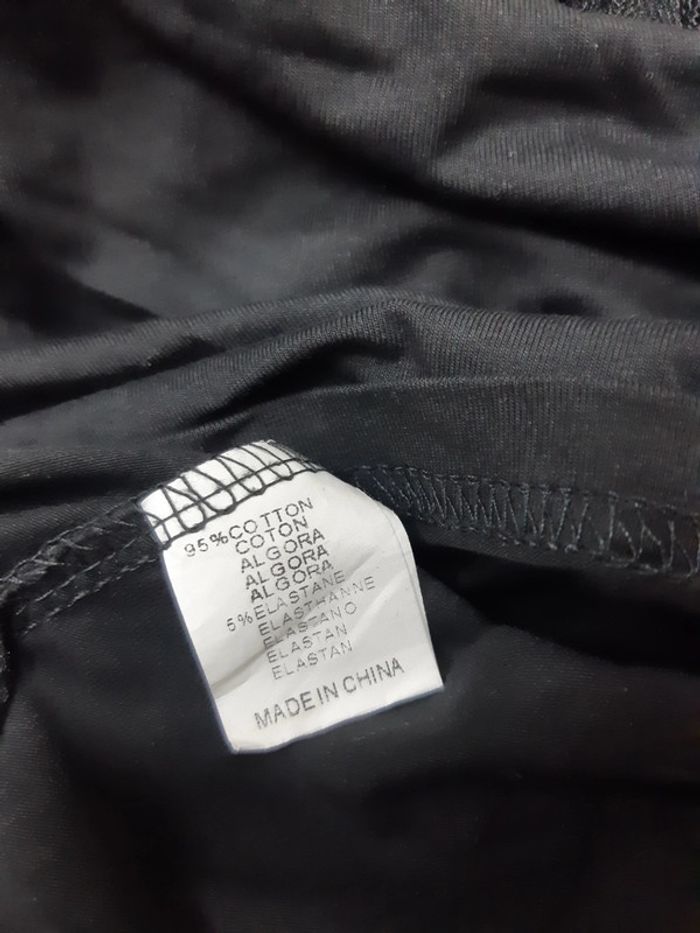 95%COTTON
COTON
ALGORA
ALGORA
ALGORA
5%ELASTANE
ELASTHANNE
ELASTANO
ELASTAN
ELASTAN
MADE IN CHINA